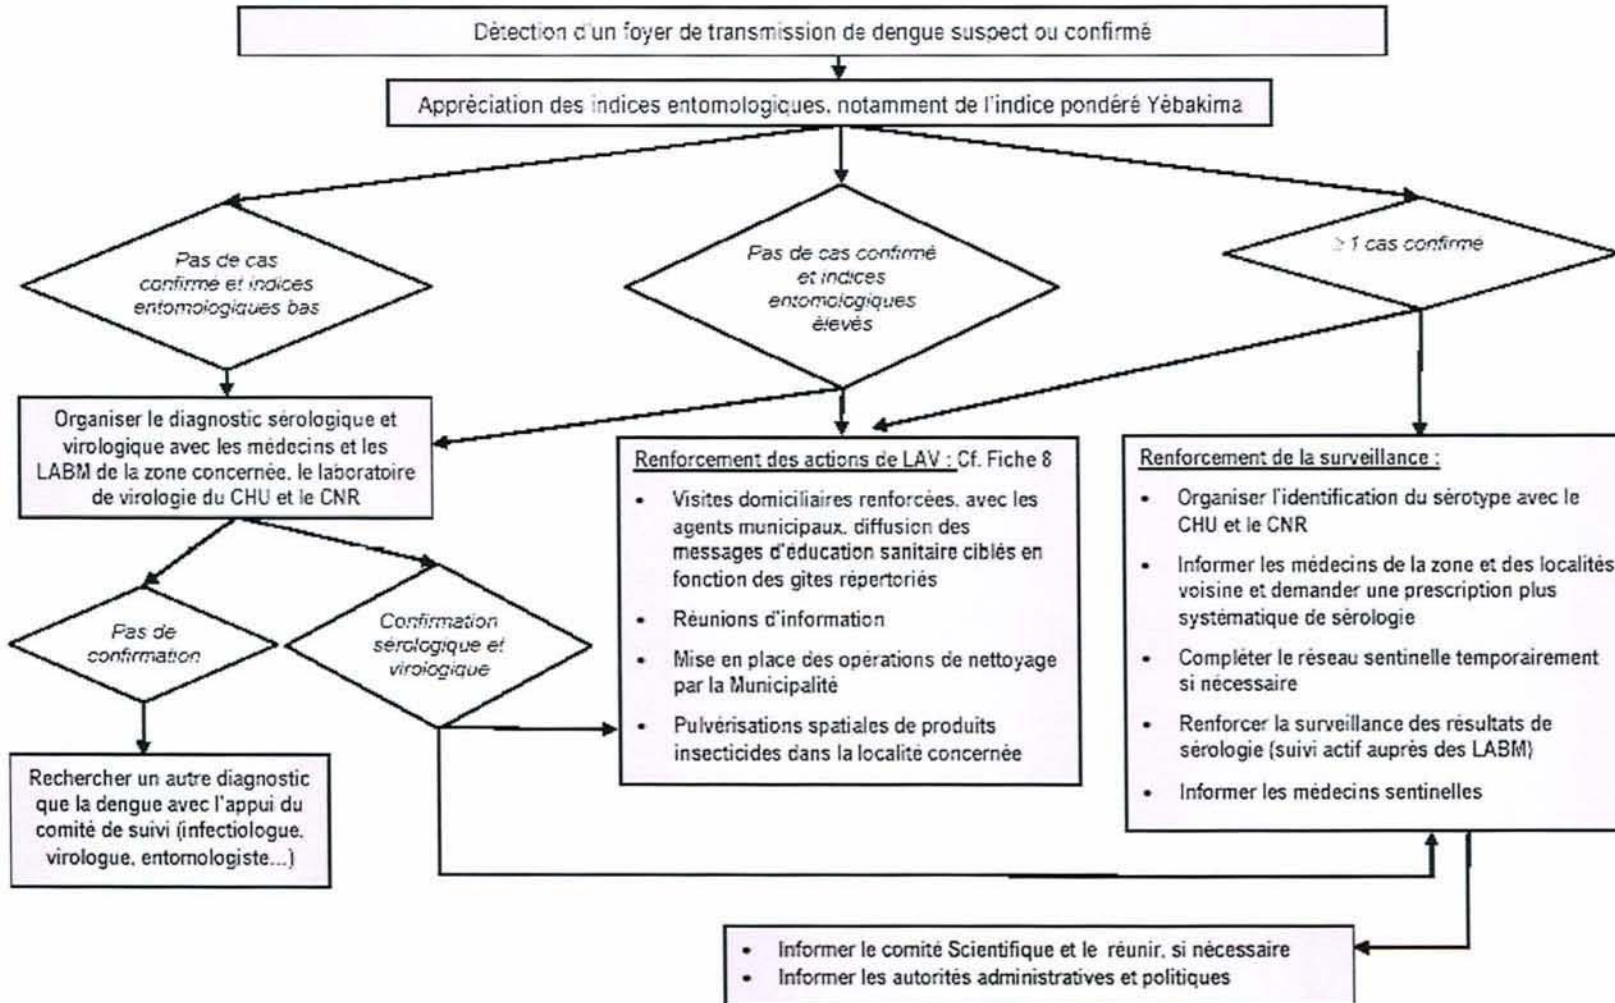 Détection d'un foyer de transmission de dengue suspect ou confirmé
Appréciation des indices entomologiques, notamment de l'indice pondéré Yébakima
Pas de cas
confirmé et indices
entomologiques bas
Pas de cas confirmé
et indices
entomologiques
élevés
≥ 1 cas confirmé
Organiser le diagnostic sérologique et
virologique avec les médecins et les
LABM de la zone concernée, le laboratoire
de virologie du CHU et le CNR
Renforcement des actions de LAV : Cf. Fiche 8
• Visites domiciliaires renforcées, avec les
agents municipaux, diffusion des
messages d'éducation sanitaire ciblés en
fonction des gîtes répertoriés
• Réunions d'information
• Mise en place des opérations de nettoyage
par la Municipalité
• Pulvérisations spatiales de produits
insecticides dans la localité concernée
Renforcement de la surveillance :
• Organiser l'identification du sérotype avec le
CHU et le CNR
• Informer les médecins de la zone et des localités
voisine et demander une prescription plus
systématique de sérologie
• Compléter le réseau sentinelle temporairement
si nécessaire
• Renforcer la surveillance des résultats de
sérologie (suivi actif auprès des LABM)
• Informer les médecins sentinelles
Pas de
confirmation
Confirmation
sérologique et
virologique
Rechercher un autre diagnostic
que la dengue avec l'appui du
comité de suivi (infectiologue,
virologue, entomologiste...)
• Informer le comité Scientifique et le réunir, si nécessaire
• Informer les autorités administratives et politiques